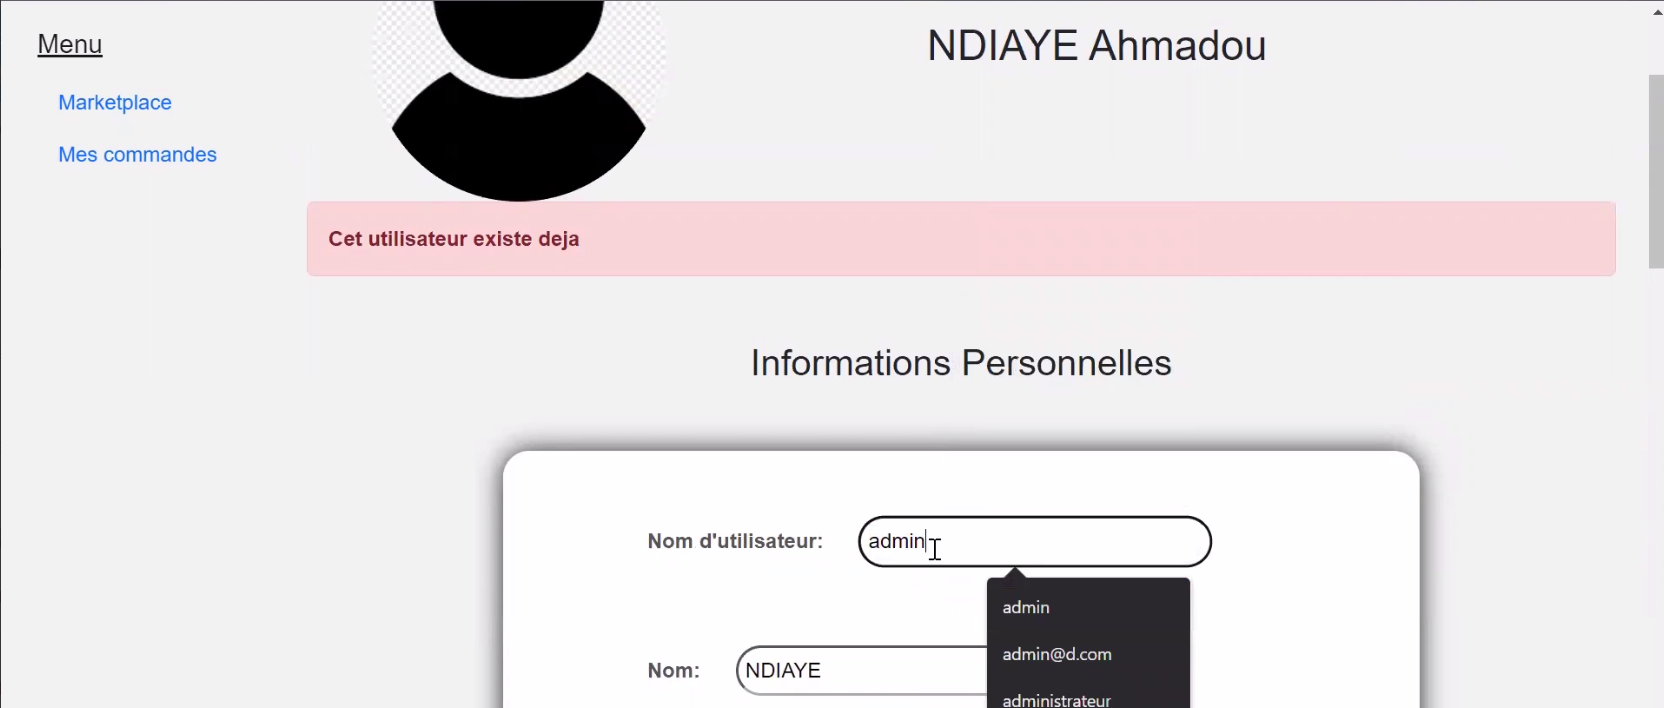 Menu
NDIAYE Ahmadou
Marketplace
Mes commandes
Cet utilisateur existe deja
Informations Personnelles
Nom d'utilisateur: admin
admin
admin@d.com
Nom: NDIAYE
administrateur